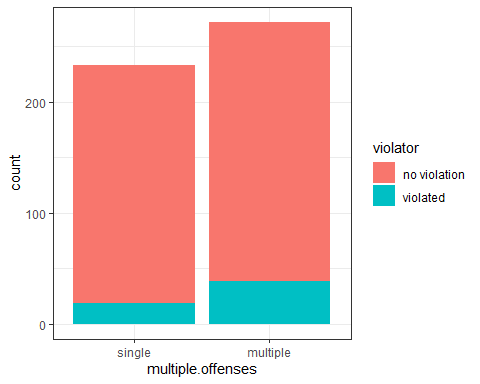 count
200
100
0
single multiple
multiple.offenses
violator
no violation
violated